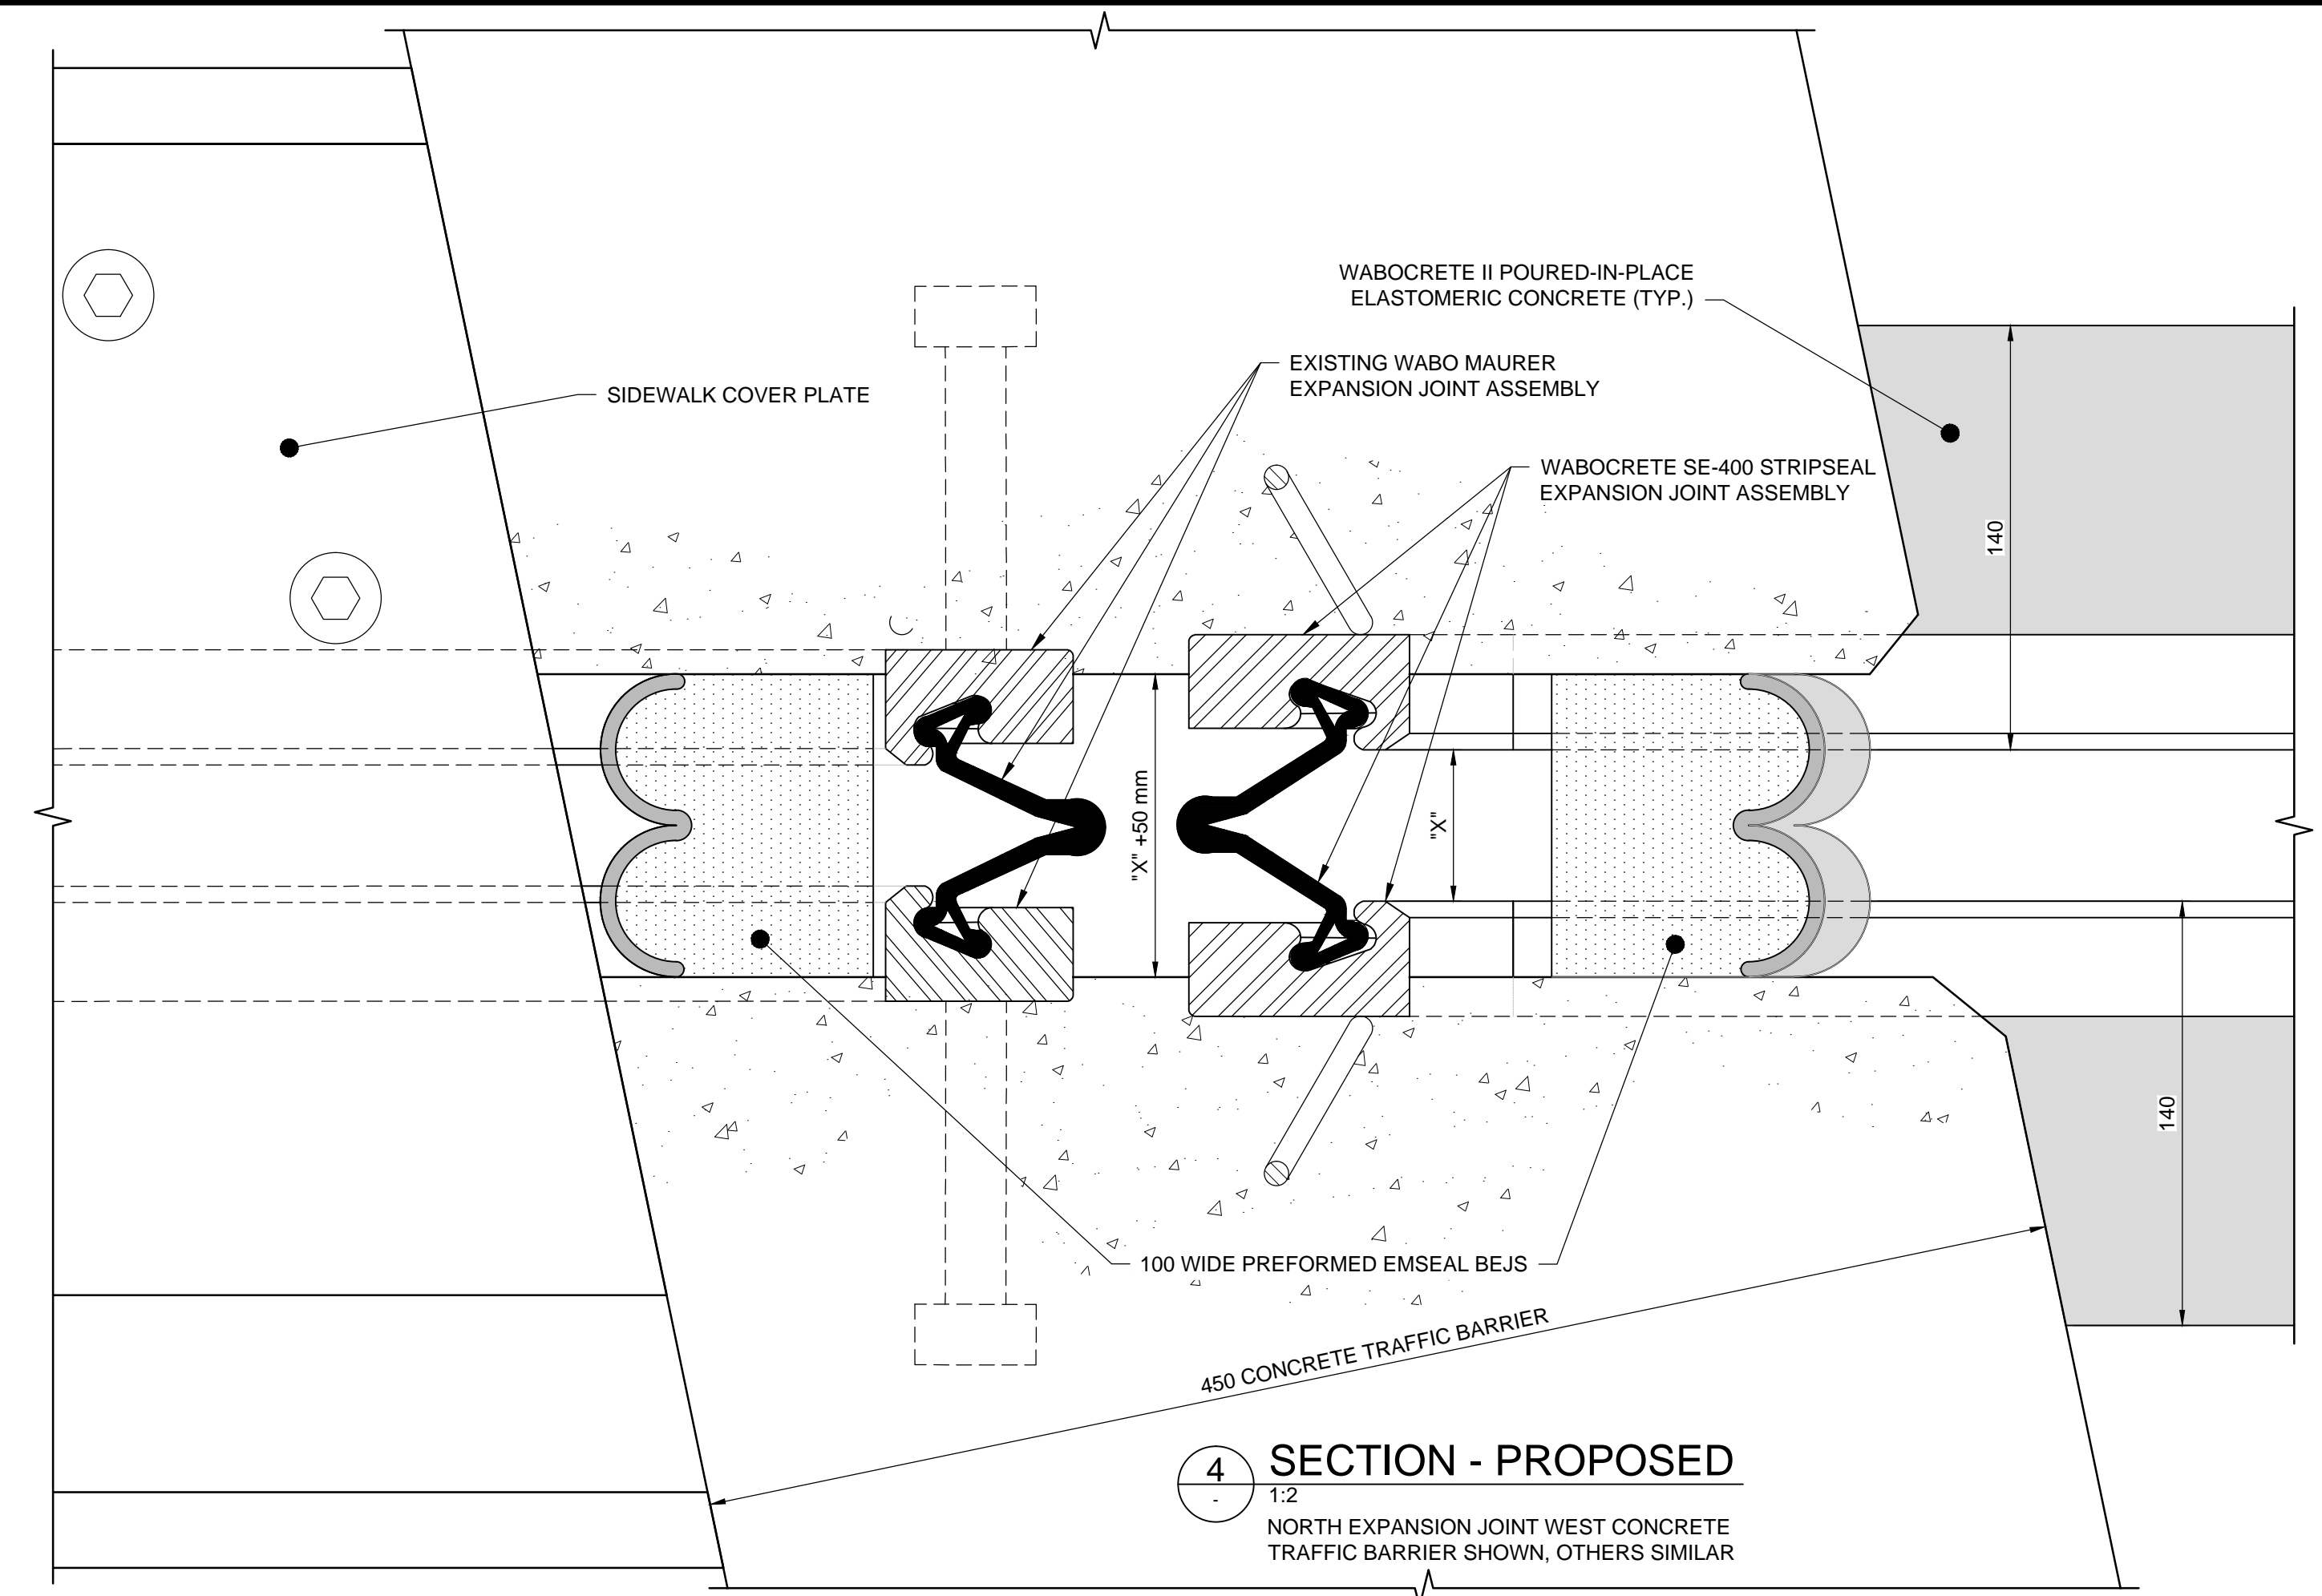 WABOCRETE II POURED-IN-PLACE
ELASTOMERIC CONCRETE (TYP.)
EXISTING WABO MAURER
EXPANSION JOINT ASSEMBLY
SIDEWALK COVER PLATE
WABOCRETE SE-400 STRIPSEAL
EXPANSION JOINT ASSEMBLY
140
"X" +50 mm
"X"
140
100 WIDE PREFORMED EMSEAL BEJS
450 CONCRETE TRAFFIC BARRIER
4
-
SECTION - PROPOSED
1:2
NORTH EXPANSION JOINT WEST CONCRETE
TRAFFIC BARRIER SHOWN, OTHERS SIMILAR